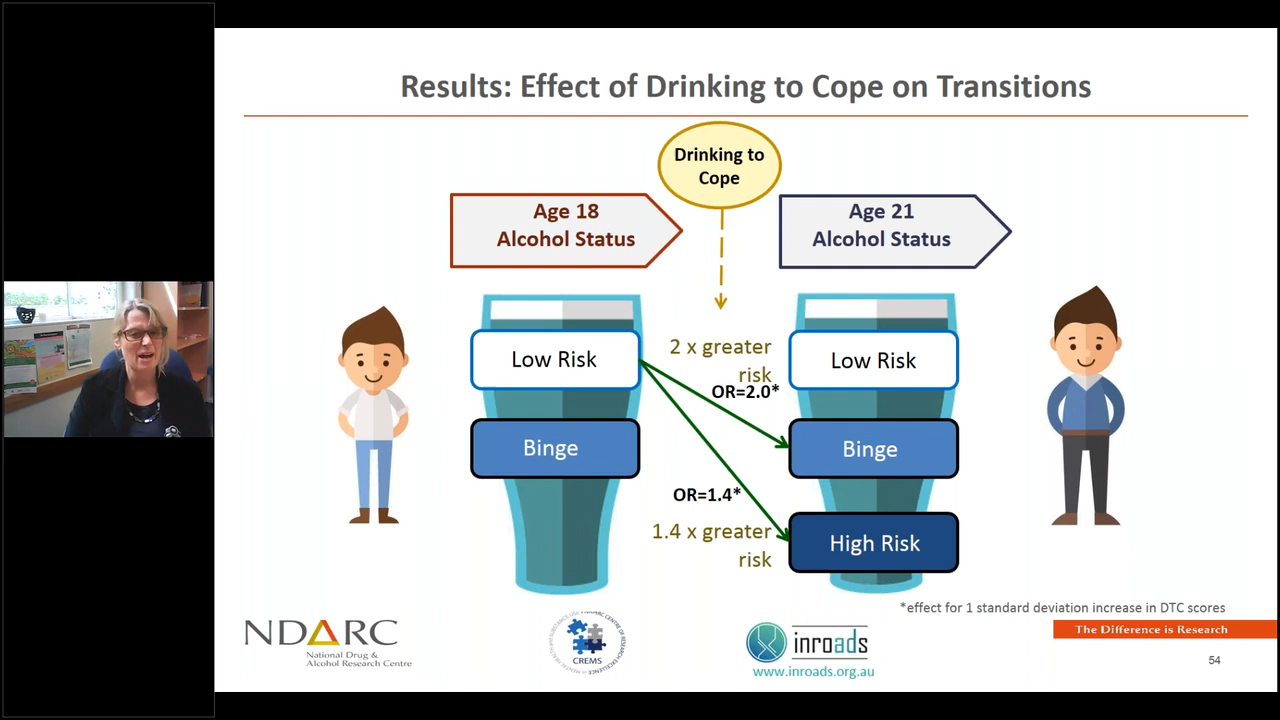 Results: Effect of Drinking to Cope on Transitions
Drinking to
Cope
Age 18
Alcohol Status
Age 21
Alcohol Status
Low Risk
2 x greater
risk
OR=2.0*
Low Risk
Binge
Binge
OR=1.4*
1.4 x greater
risk
High Risk
*effect for 1 standard deviation increase in DTC scores
NDARC
National Drug &
Alcohol Research Centre
CREMS
inroads
www.inroads.org.au
The Difference is Research
54